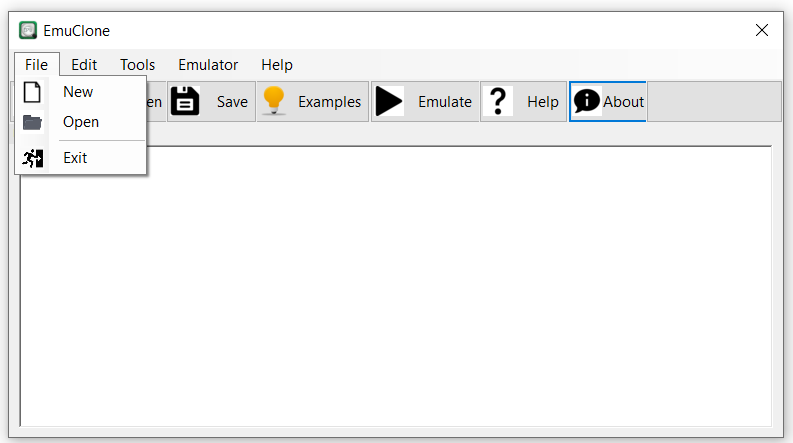 EmuClone
File Edit Tools Emulator Help
New
en Save Examples Emulate Help About
Open
Exit